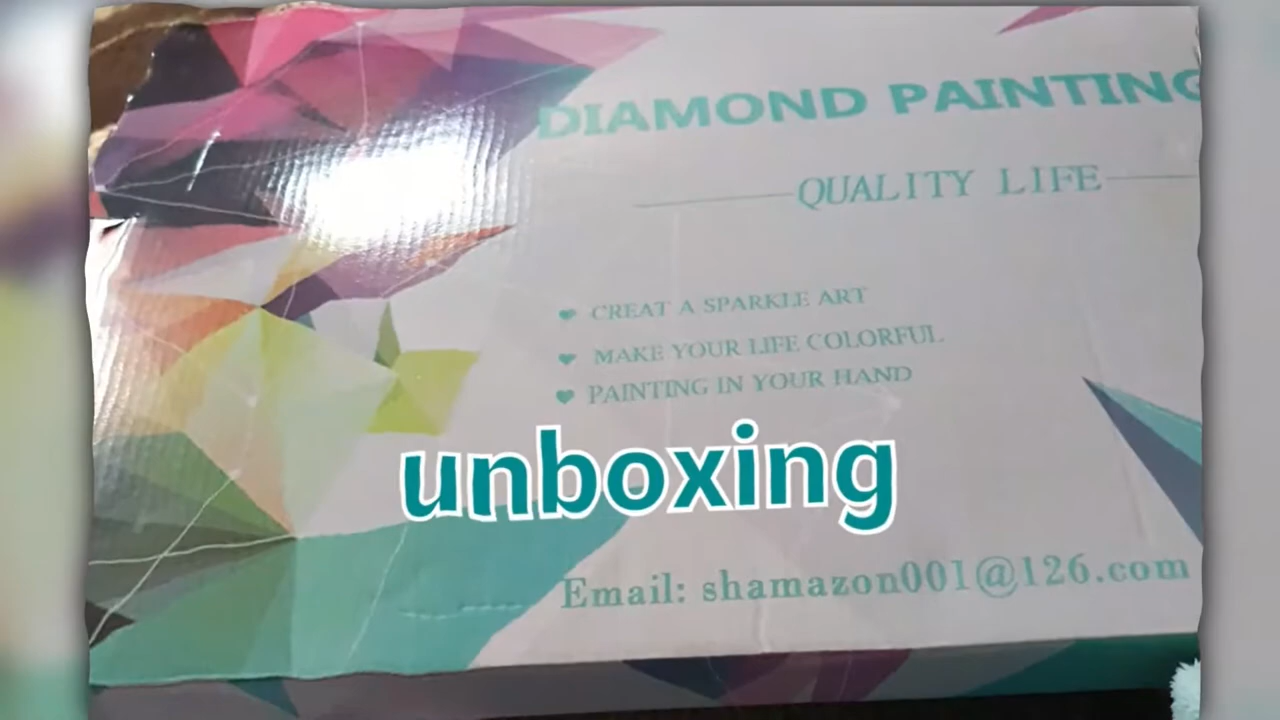 DIAMOND PAINTING
QUALITY LIFE
CREAT A SPARKLE ART
MAKE YOUR LIFE COLORFUL
PAINTING IN YOUR HAND
unboxing
Email: shamazon001@126.com